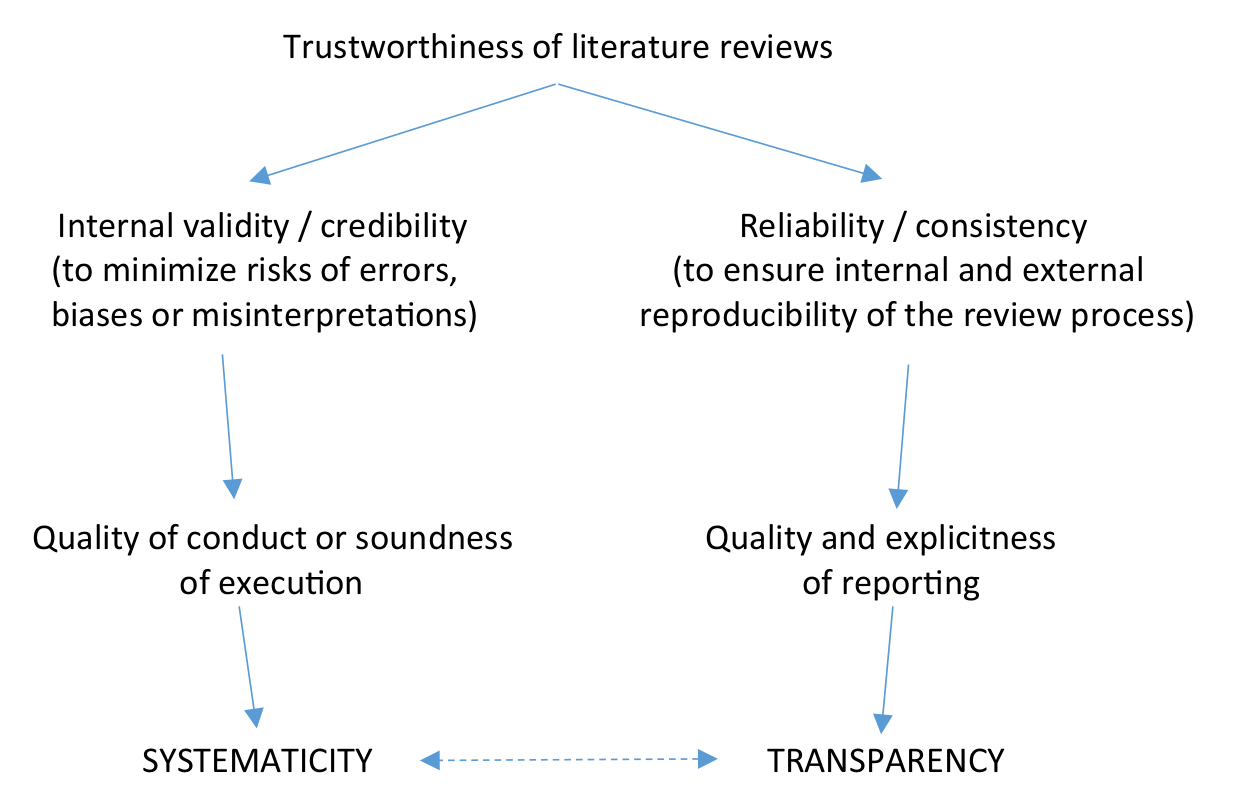 Trustworthiness of literature reviews
Internal validity / credibility
(to minimize risks of errors,
biases or misinterpretations)
Reliability / consistency
(to ensure internal and external
reproducibility of the review process)
Quality of conduct or soundness
of execution
Quality and explicitness
of reporting
SYSTEMATICITY
TRANSPARENCY